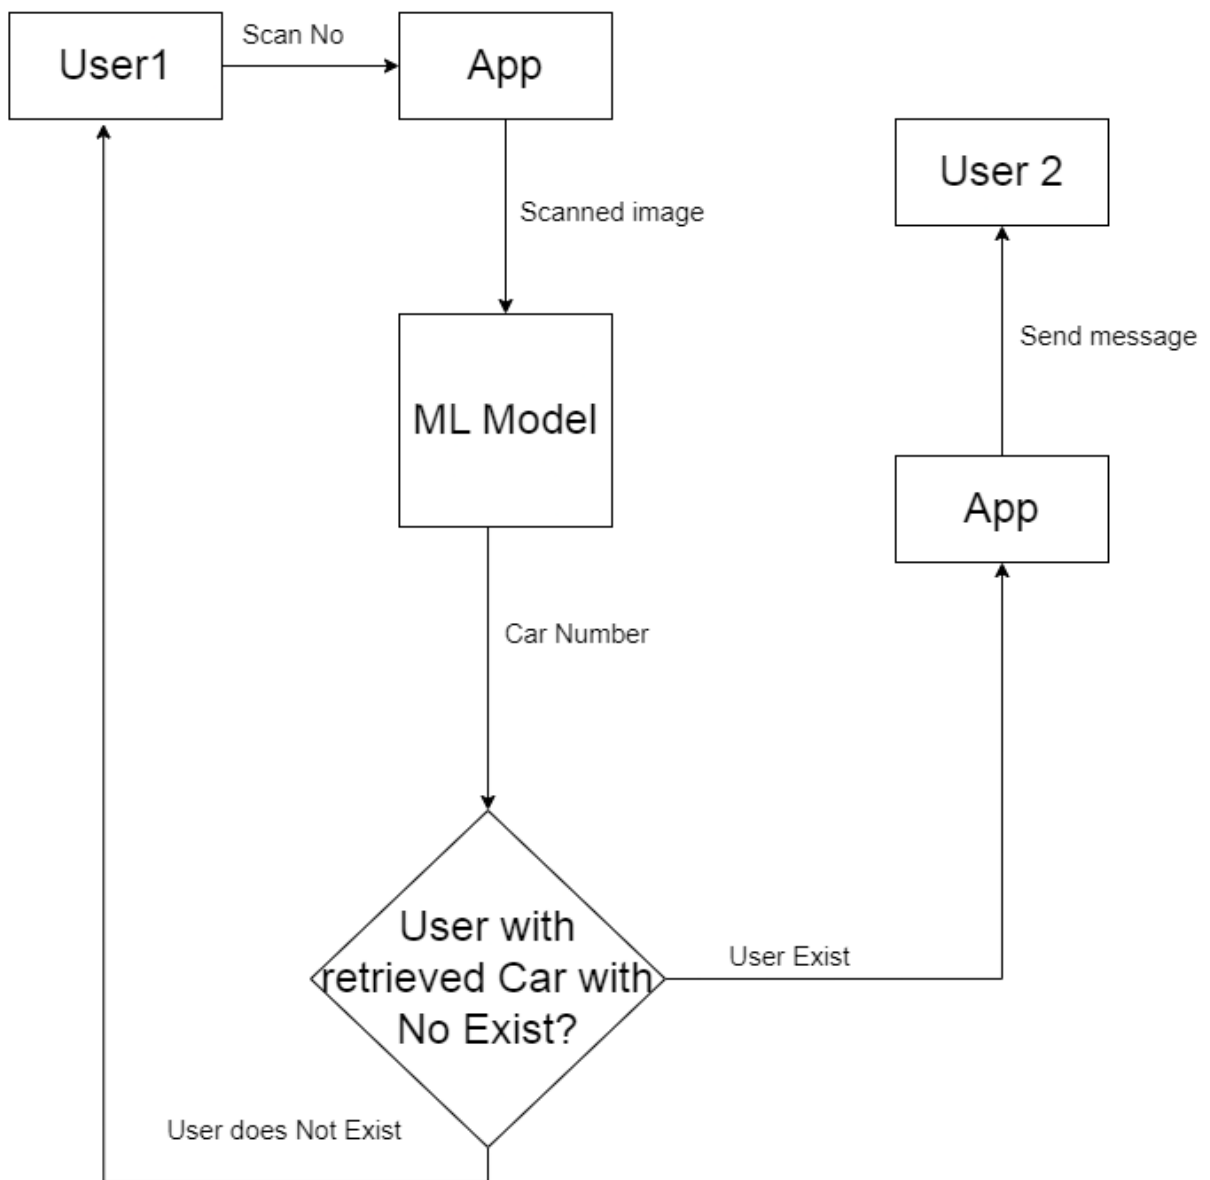 User1
Scan No
App
Scanned image
User 2
Send message
ML Model
App
Car Number
User with
retrieved Car with
No Exist?
User Exist
User does Not Exist